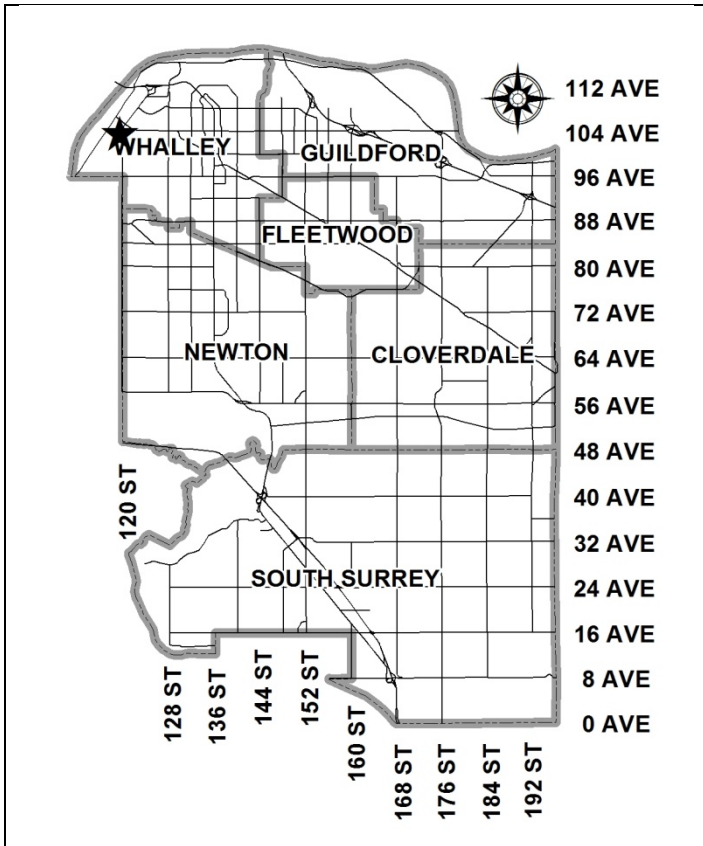 112 AVE
104 AVE
WHALLEY
GUILDFORD
96 AVE
88 AVE
FLEETWOOD
80 AVE
72 AVE
NEWTON
CLOVERDALE
64 AVE
56 AVE
48 AVE
120 ST
40 AVE
32 AVE
SOUTH SURREY
24 AVE
16 AVE
8 AVE
0 AVE
128 ST
136 ST
144 ST
152 ST
160 ST
168 ST
176 ST
184 ST
192 ST